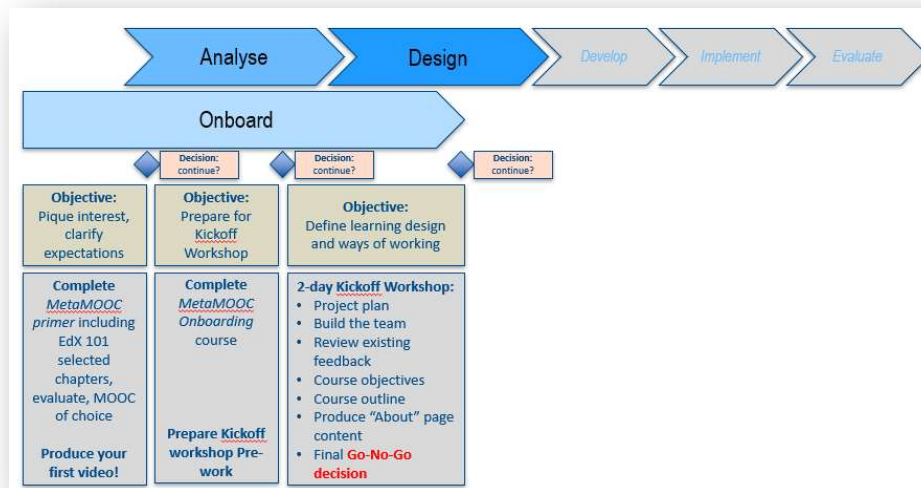 Analyse
Design
Develop
Implement
Evaluate
Onboard
Decision:
continue?
Decision:
continue?
Decision:
continue?
Objective:
Pique interest,
clarify
expectations
Objective:
Prepare for
Kickoff
Workshop
Objective:
Define learning design
and ways of working
Complete
MetaMOOC
primer including
EdX 101
selected
chapters,
evaluate, MOOC
of choice
Produce your
first video!
Complete
MetaMOOC
Onboarding
course
Prepare Kickoff
workshop Pre-
work
2-day Kickoff Workshop:
• Project plan
• Build the team
• Review existing
feedback
• Course objectives
• Course outline
• Produce “About” page
content
• Final Go-No-Go
decision